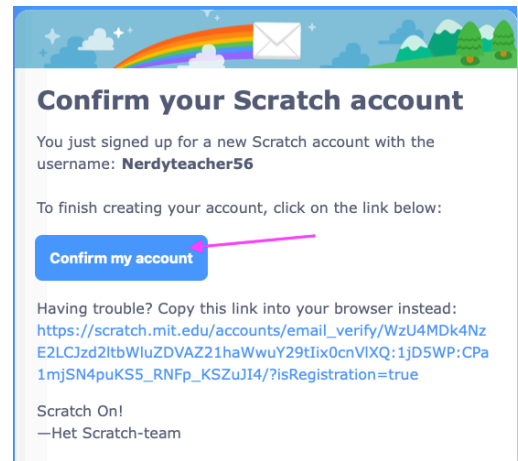 Confirm your Scratch account
You just signed up for a new Scratch account with the
username: Nerdyteacher56
To finish creating your account, click on the link below:
Confirm my account
Having trouble? Copy this link into your browser instead:
https://scratch.mit.edu/accounts/email_verify/WzU4MDk4Nz
E2LCJzd2ltbWluZDVAZ21haWwuY29tIix0cnVlXQ:1jD5WP:CPa
1mjSN4puKS5_RNFp_KSZuJI4/?isRegistration=true
Scratch On!
—Het Scratch-team